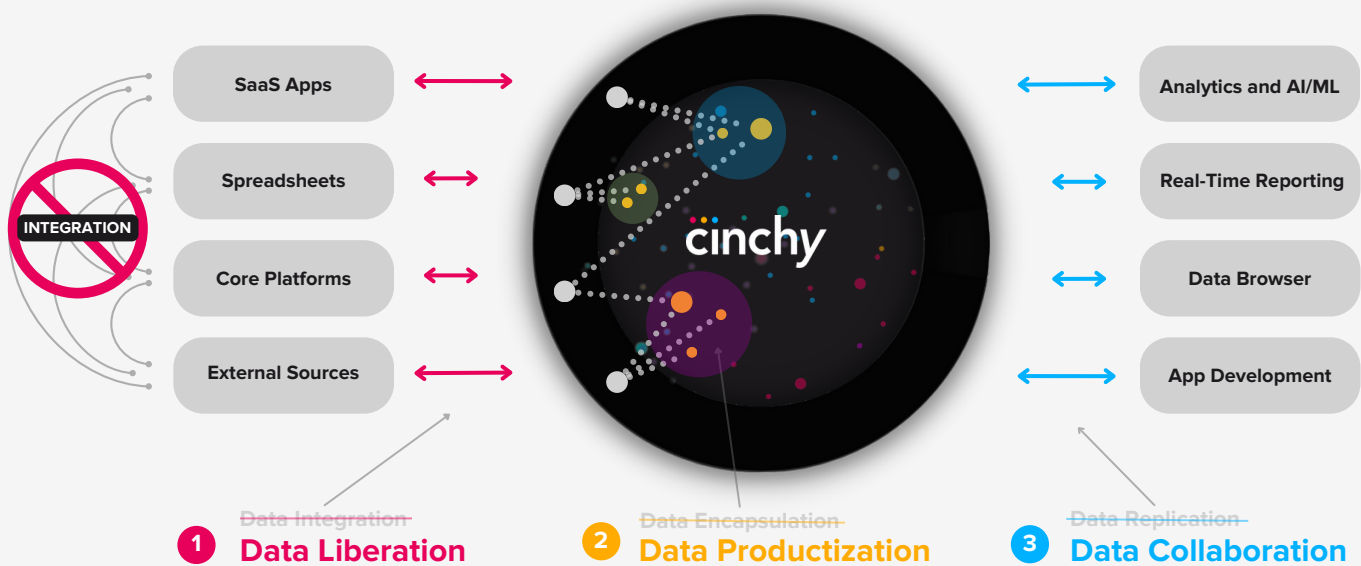 SaaS Apps
Spreadsheets
INTEGRATION
Core Platforms
External Sources
cinchy
Analytics and AI/ML
Real-Time Reporting
Data Browser
App Development
1
Data Integration
Data Liberation
2
Data Encapsulation
Data Productization
3
Data Replication
Data Collaboration